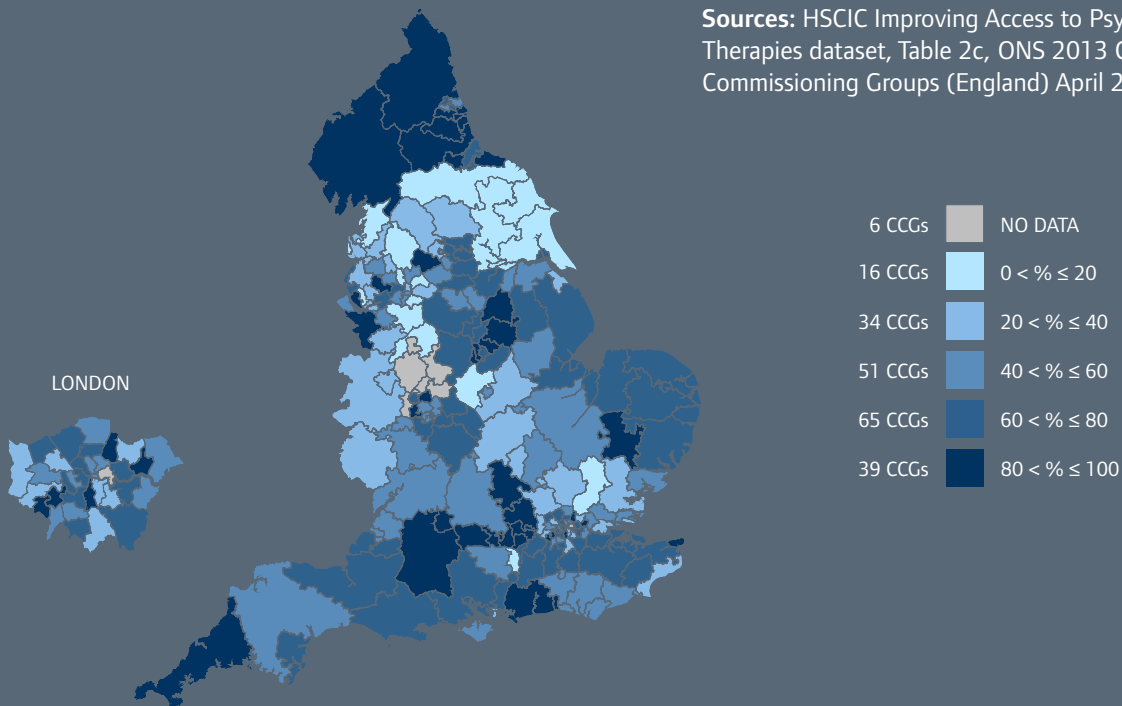 Sources: HSCIC Improving Access to Psy
Therapies dataset, Table 2c, ONS 2013 C
Commissioning Groups (England) April 2
6 CCGs NO DATA
16 CCGs 0 < % ≤ 20
34 CCGs 20 < % ≤ 40
51 CCGs 40 < % ≤ 60
65 CCGs 60 < % ≤ 80
39 CCGs 80 < % ≤ 100
LONDON